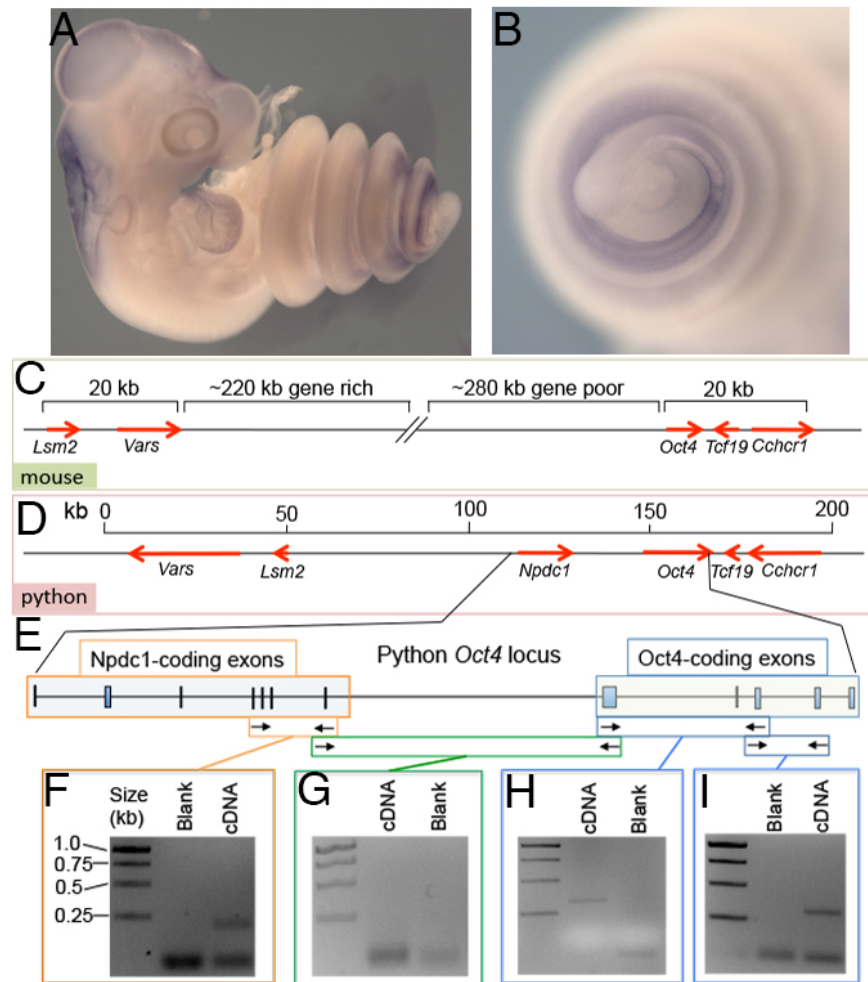 A
B
C
20 kb
~220 kb gene rich
~280 kb gene poor
20 kb
Lsm2
Vars
Oct4
Tcf19
Cchcr1
mouse
D
kb
0
50
100
150
200
Vars
Lsm2
Npdc1
Oct4
Tcf19
Cchcr1
python
E
Npdc1-coding exons
Python Oct4 locus
Oct4-coding exons
F
Size
(kb)
Blank
cDNA
1.0
0.75
0.5
0.25
G
cDNA
Blank
H
cDNA
Blank
I
Blank
cDNA